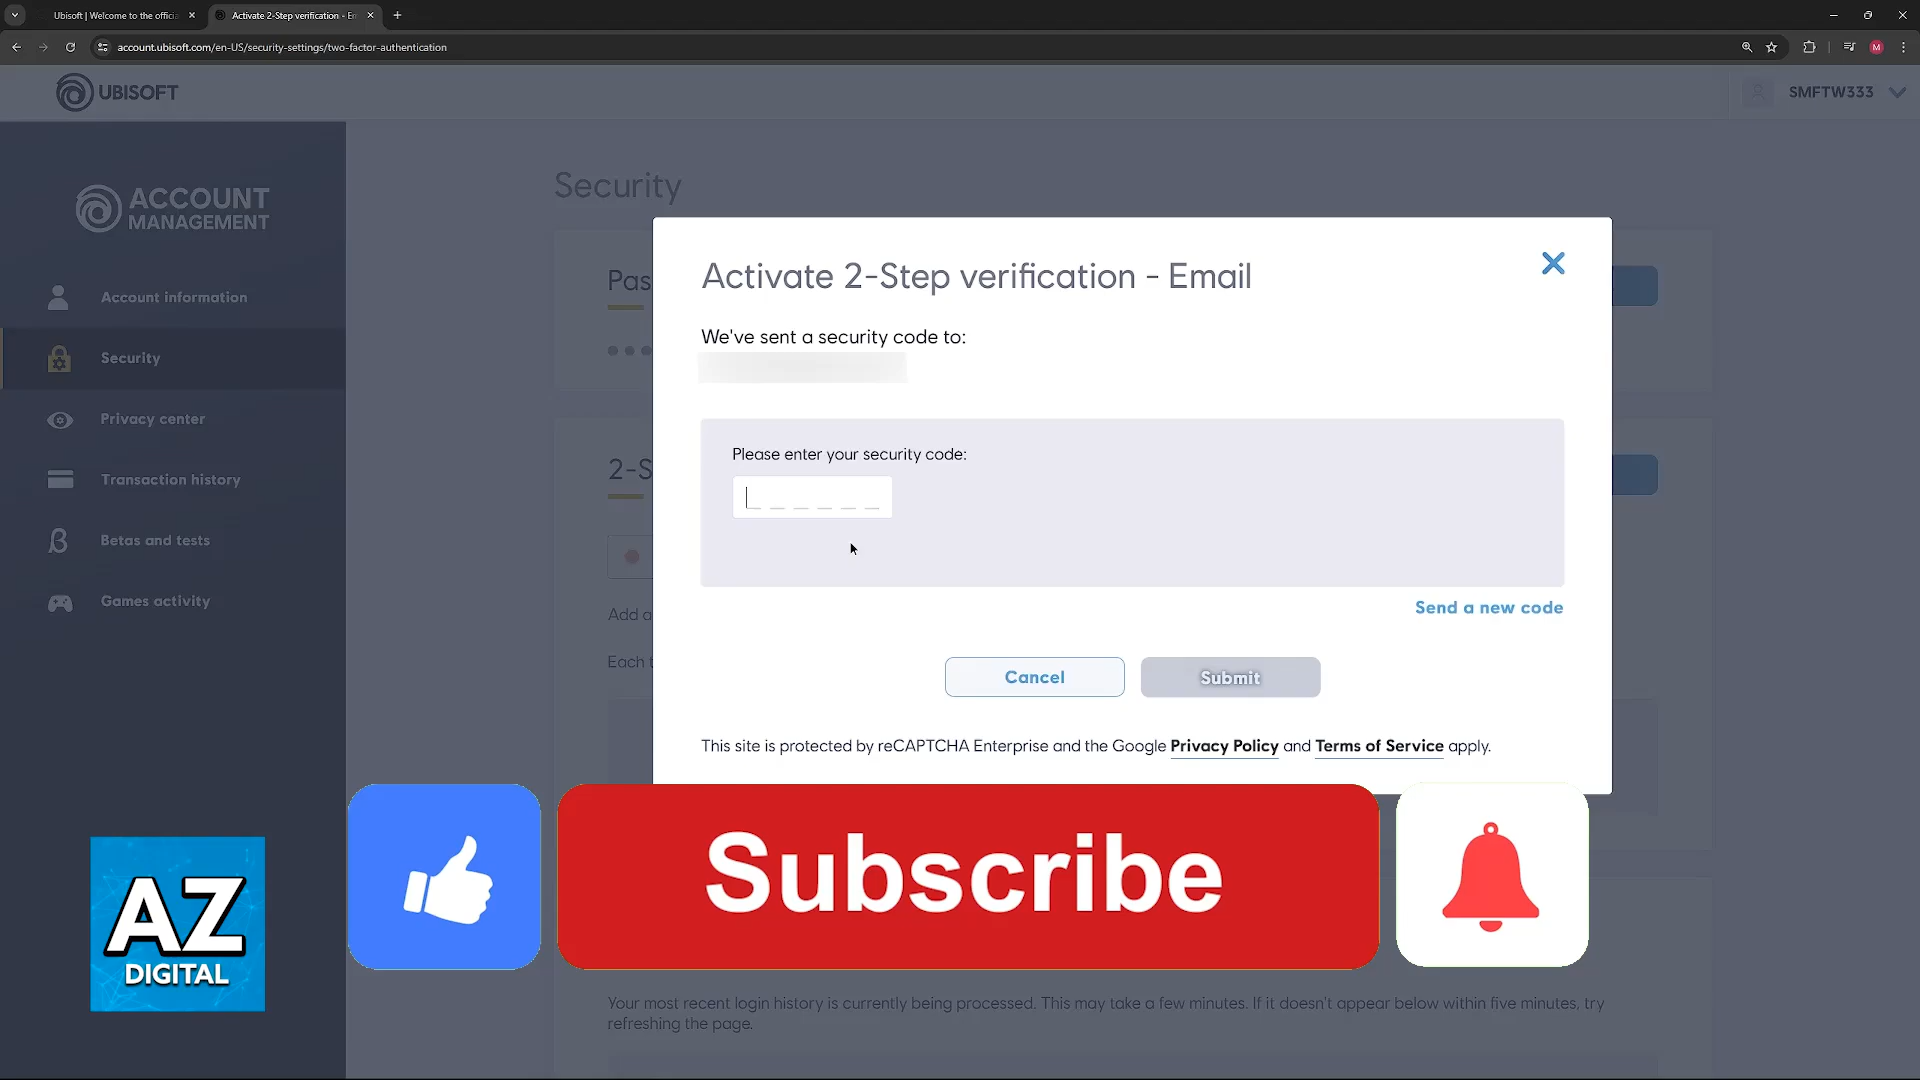 Ubisoft | Welcome to the officia
Activate 2-Step verification - Em
account.ubisoft.com/en-US/security-settings/two-factor-authentication
M
UBISOFT
SMFTW333
ACCOUNT
MANAGEMENT
Account information
Security
Privacy center
Transaction history
Betas and tests
Games activity
Security
Pas
2-S
Add a
Each t
Activate 2-Step verification - Email
We've sent a security code to:
Please enter your security code:
Send a new code
Cancel
Submit
This site is protected by reCAPTCHA Enterprise and the Google Privacy Policy and Terms of Service apply.
Subscribe
AZ
DIGITAL
Your most recent login history is currently being processed. This may take a few minutes. If it doesn't appear below within five minutes, try
refreshing the page.